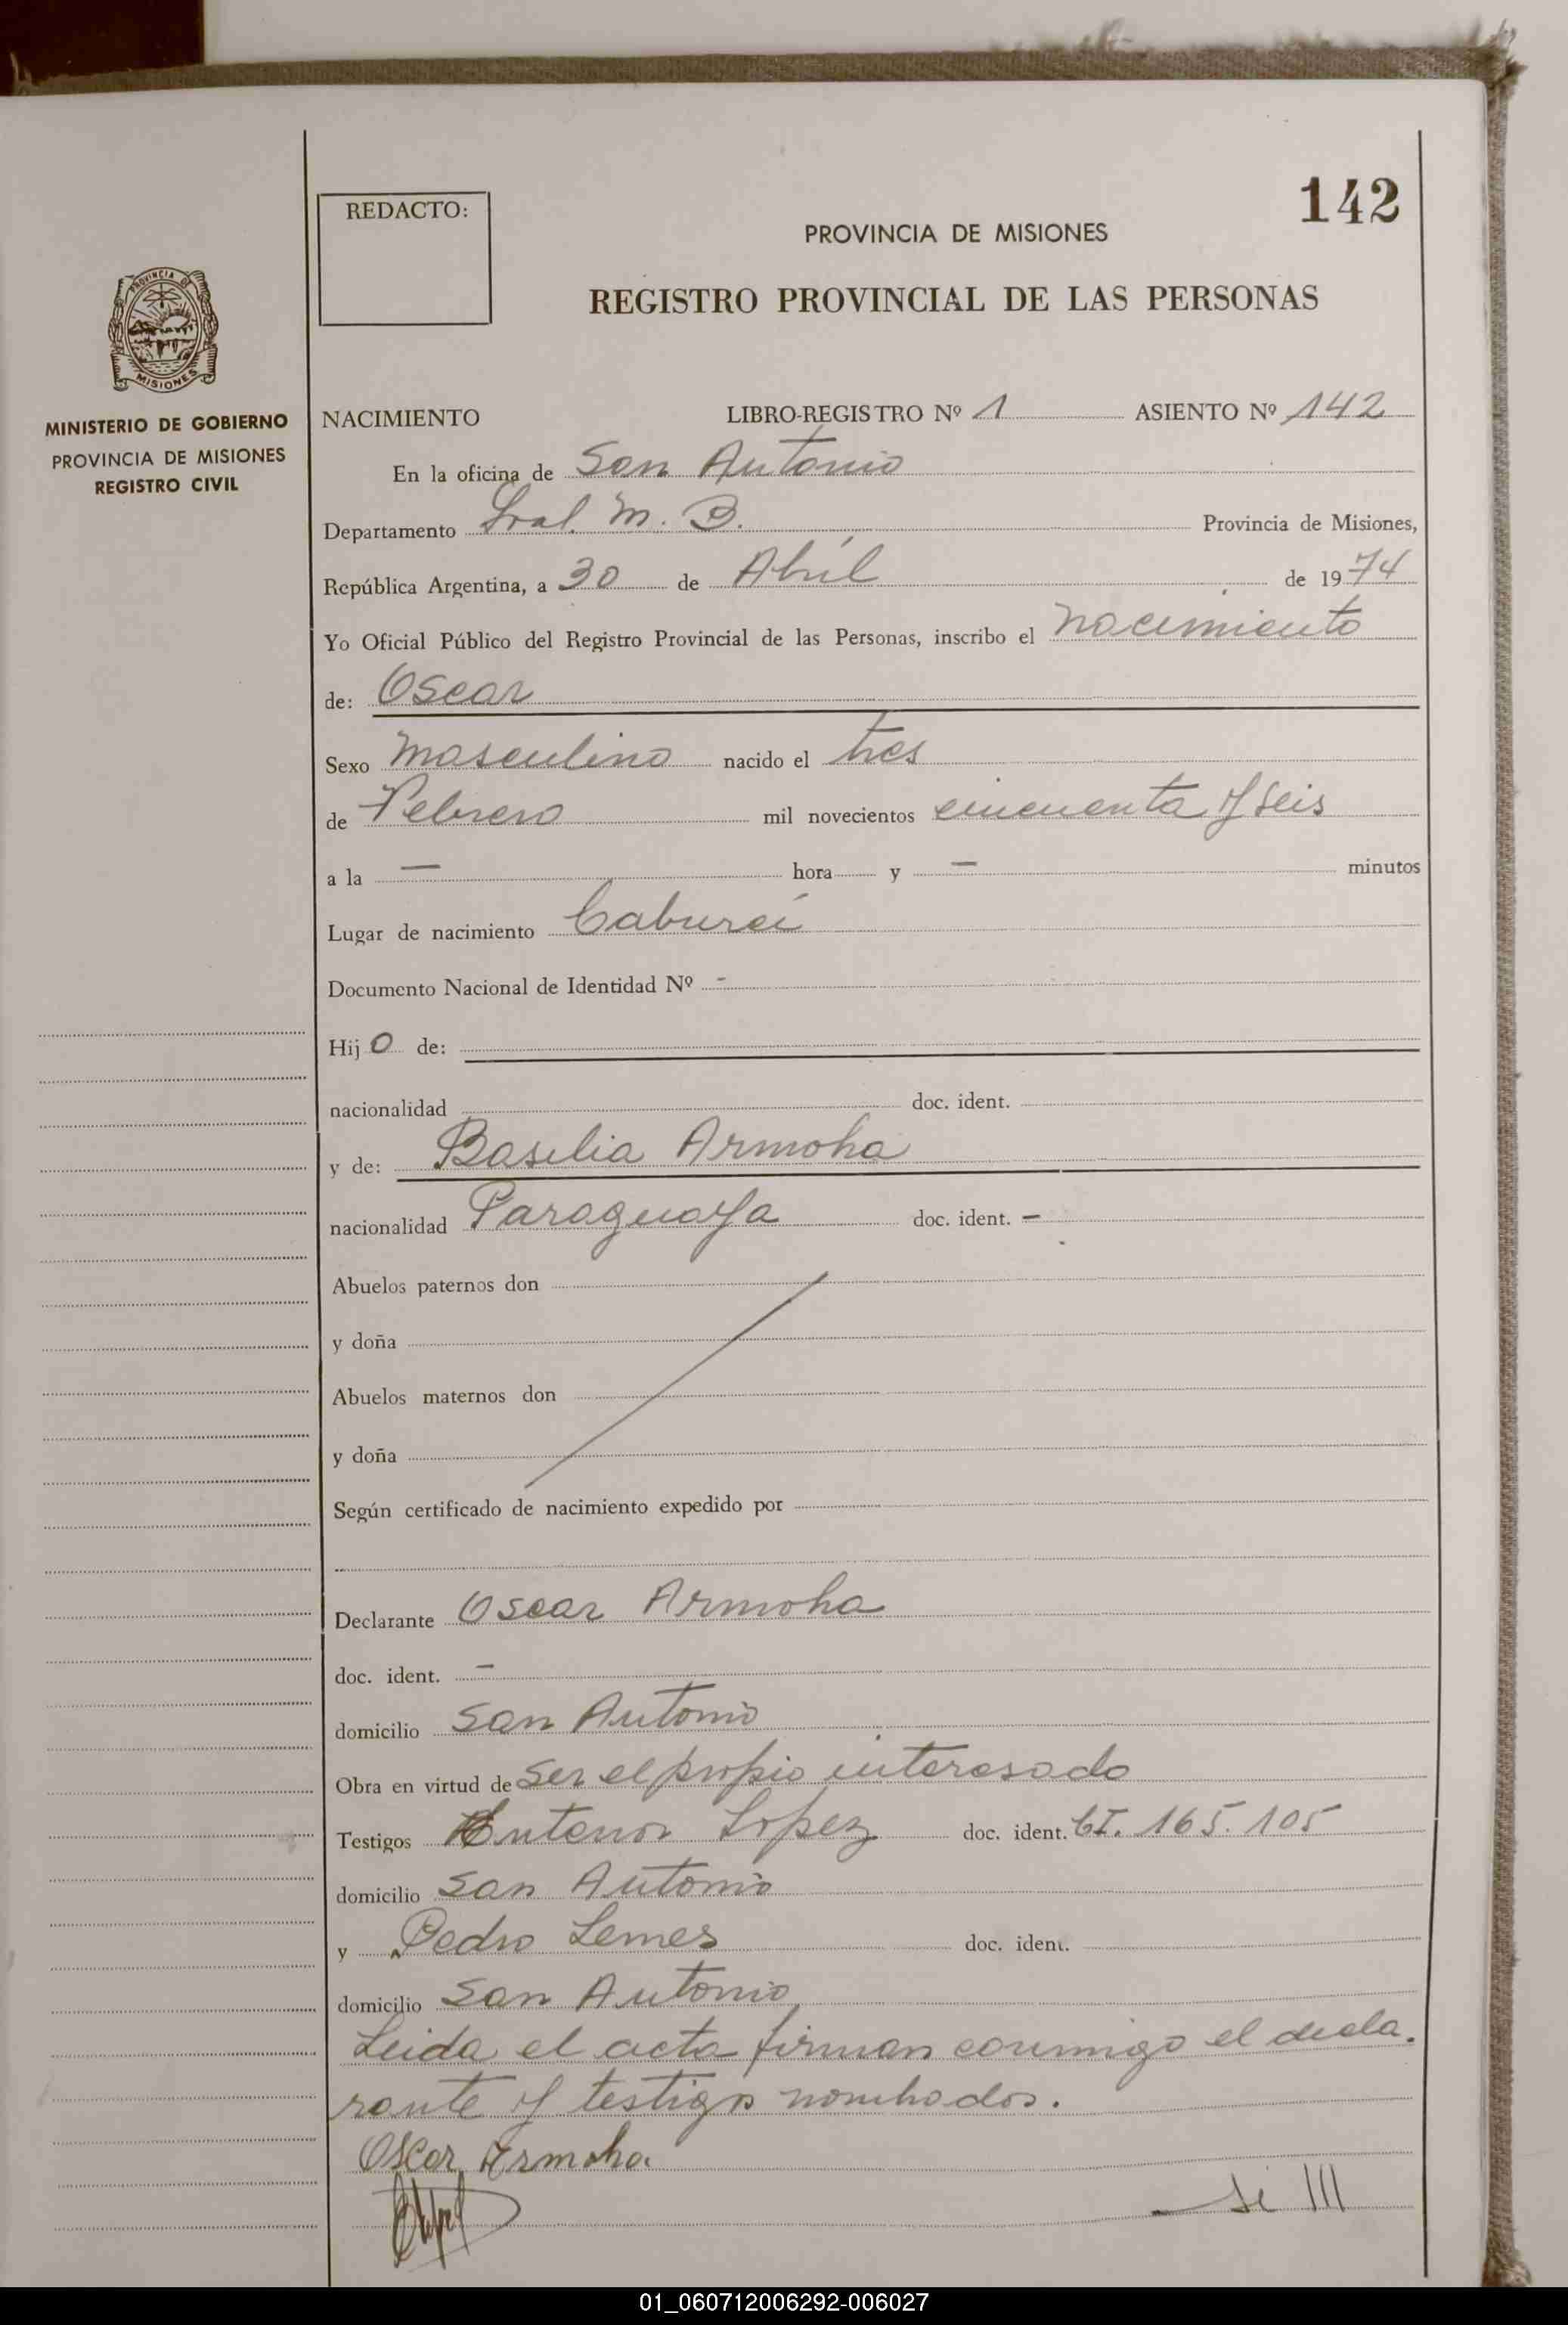 142
REDACTO:
PROVINCIA DE MISIONES
REGISTRO PROVINCIAL DE LAS PERSONAS
PROVINCIA DE
MISIONES
MINISTERIO DE GOBIERNO
PROVINCIA DE MISIONES
REGISTRO CIVIL
NACIMIENTO LIBRO-REGISTRO Nº 1 ASIENTO Nº 142
En la oficina de San Antonio
Departamento Gral. M. B. Provincia de Misiones,
República Argentina, a 30 de Abríl de 1974
Yo Oficial Público del Registro Provincial de las Personas, inscribo el nacimiento
de: Oscar
Sexo masculino nacido el tres
de Febrero mil novecientos cincuenta y seis
a la — hora y — minutos
Lugar de nacimiento Caburei
Documento Nacional de Identidad Nº -
Hijo de:
nacionalidad doc. ident.
y de: Basilia Armoha
nacionalidad Paraguaya doc. ident. -
Abuelos paternos don
y doña
Abuelos maternos don
y doña
Según certificado de nacimiento expedido por
Declarante Oscar Armoha
doc. ident. -
domicilio San Antonio
Obra en virtud de ser el propio interesado
Testigos Antenor Lopez doc. ident. CI. 165.105
domicilio San Antonio
y Pedro Lemes doc. ident.
domicilio San Antonio
Leida el acta firman conmigo el decla.
rante y testigos nombados.
Oscar Armoha
01_060712006292-006027